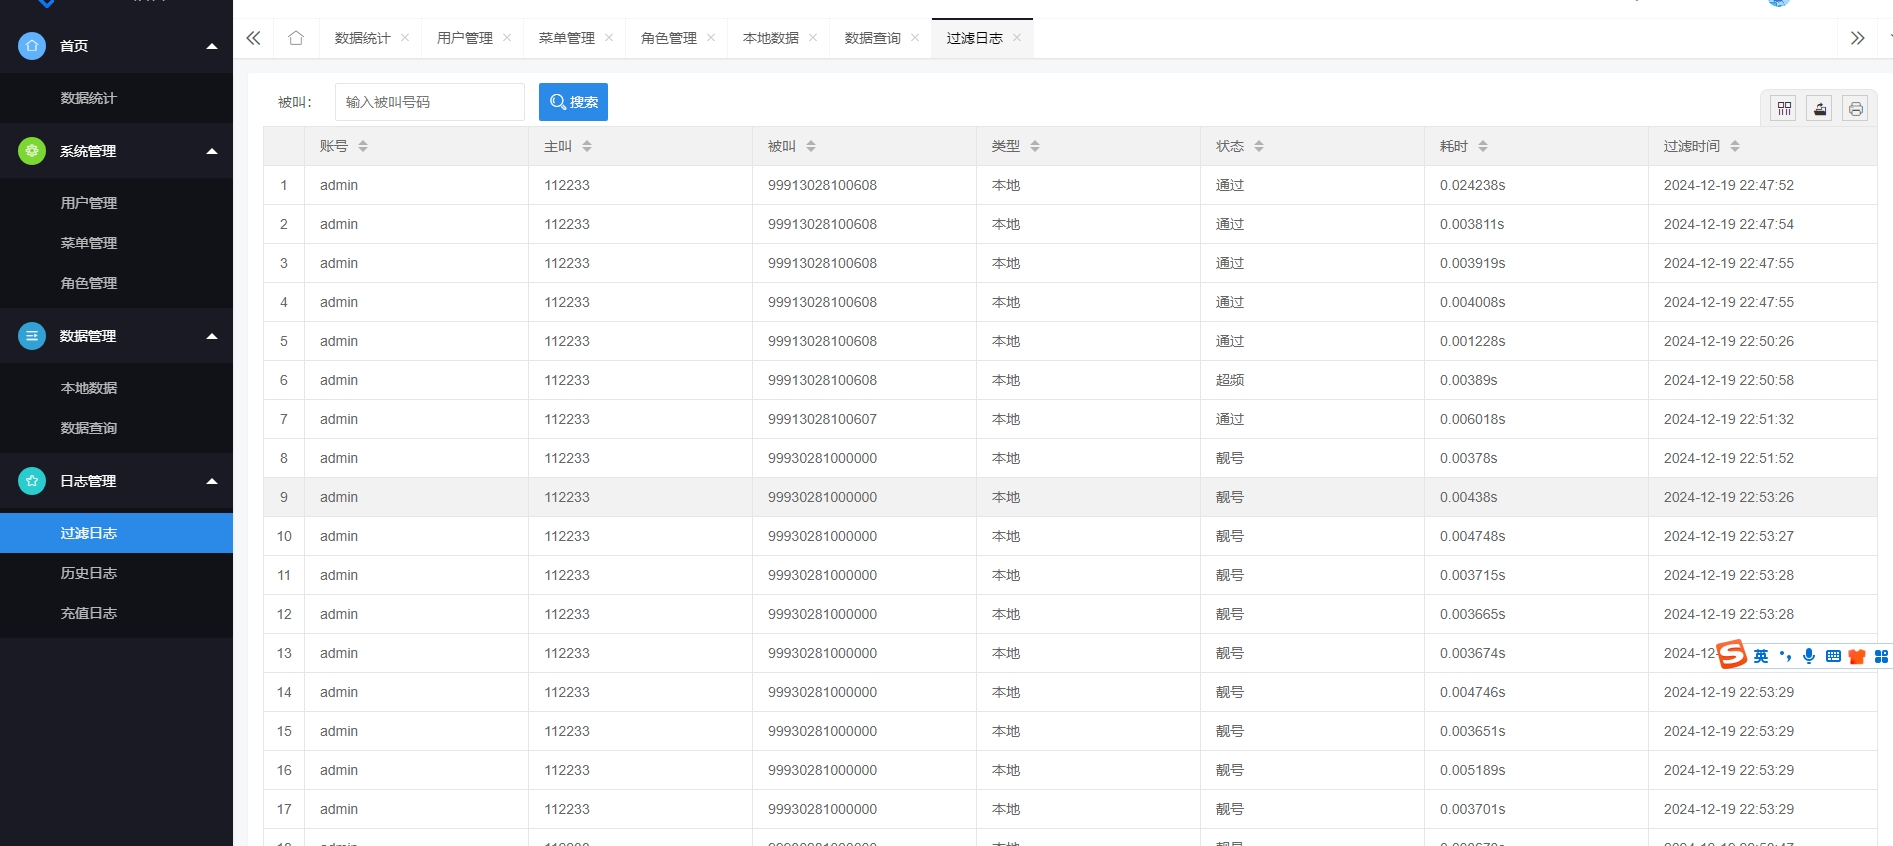 首页
数据统计
系统管理
用户管理
菜单管理
角色管理
数据管理
本地数据
数据查询
日志管理
过滤日志
历史日志
充值日志
数据统计 用户管理 菜单管理 角色管理 本地数据 数据查询 过滤日志
被叫： 输入被叫号码 搜索
账号 主叫 被叫 类型 状态 耗时 过滤时间
1 admin 112233 99913028100608 本地 通过 0.024238s 2024-12-19 22:47:52
2 admin 112233 99913028100608 本地 通过 0.003811s 2024-12-19 22:47:54
3 admin 112233 99913028100608 本地 通过 0.003919s 2024-12-19 22:47:55
4 admin 112233 99913028100608 本地 通过 0.004008s 2024-12-19 22:47:55
5 admin 112233 99913028100608 本地 通过 0.001228s 2024-12-19 22:50:26
6 admin 112233 99913028100608 本地 超频 0.00389s 2024-12-19 22:50:58
7 admin 112233 99913028100607 本地 通过 0.006018s 2024-12-19 22:51:32
8 admin 112233 99930281000000 本地 靓号 0.00378s 2024-12-19 22:51:52
9 admin 112233 99930281000000 本地 靓号 0.00438s 2024-12-19 22:53:26
10 admin 112233 99930281000000 本地 靓号 0.004748s 2024-12-19 22:53:27
11 admin 112233 99930281000000 本地 靓号 0.003715s 2024-12-19 22:53:28
12 admin 112233 99930281000000 本地 靓号 0.003665s 2024-12-19 22:53:28
13 admin 112233 99930281000000 本地 靓号 0.003674s 2024-12
英
14 admin 112233 99930281000000 本地 靓号 0.004746s 2024-12-19 22:53:29
15 admin 112233 99930281000000 本地 靓号 0.003651s 2024-12-19 22:53:29
16 admin 112233 99930281000000 本地 靓号 0.005189s 2024-12-19 22:53:29
17 admin 112233 99930281000000 本地 靓号 0.003701s 2024-12-19 22:53:29